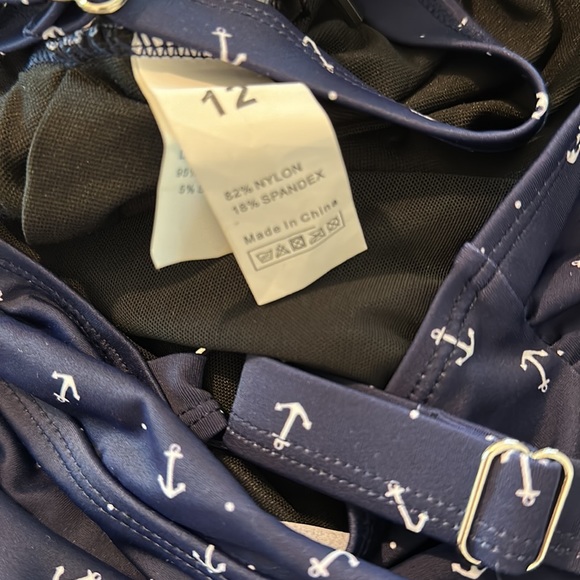 12
82% NYLON
18% SPANDEX
Made in China